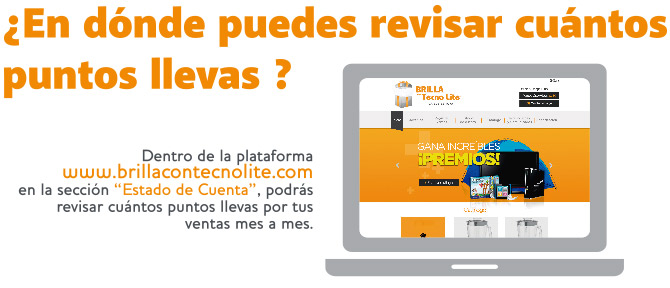 ¿En dónde puedes revisar cuántos
puntos llevas ?
Dentro de la plataforma
www.brillacontecnolite.com
en la sección “Estado de Cuenta”, podrás
revisar cuántos puntos llevas por tus
ventas mes a mes.
BRILLA
Tecno Lite
GANA INCREÍBLES
¡PREMIOS!